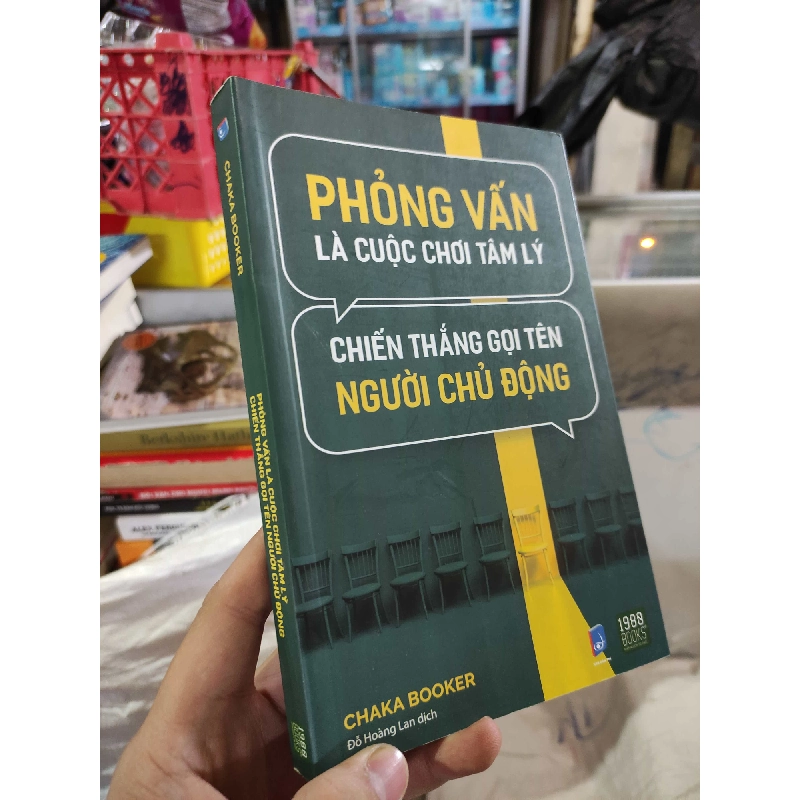 PHỎNG VẤN
LÀ CUỘC CHƠI TÂM LÝ
CHIẾN THẮNG GỌI TÊN
NGƯỜI CHỦ ĐỘNG
CHAKA BOOKER
Đỗ Hoàng Lan dịch
1980
BOOKS
CHAKA BOOKER
PHỎNG VẤN LÀ CUỘC CHƠI TÂM LÝ
CHIẾN THẮNG GỌI TÊN NGƯỜI CHỦ ĐỘNG
1980
BOOKS